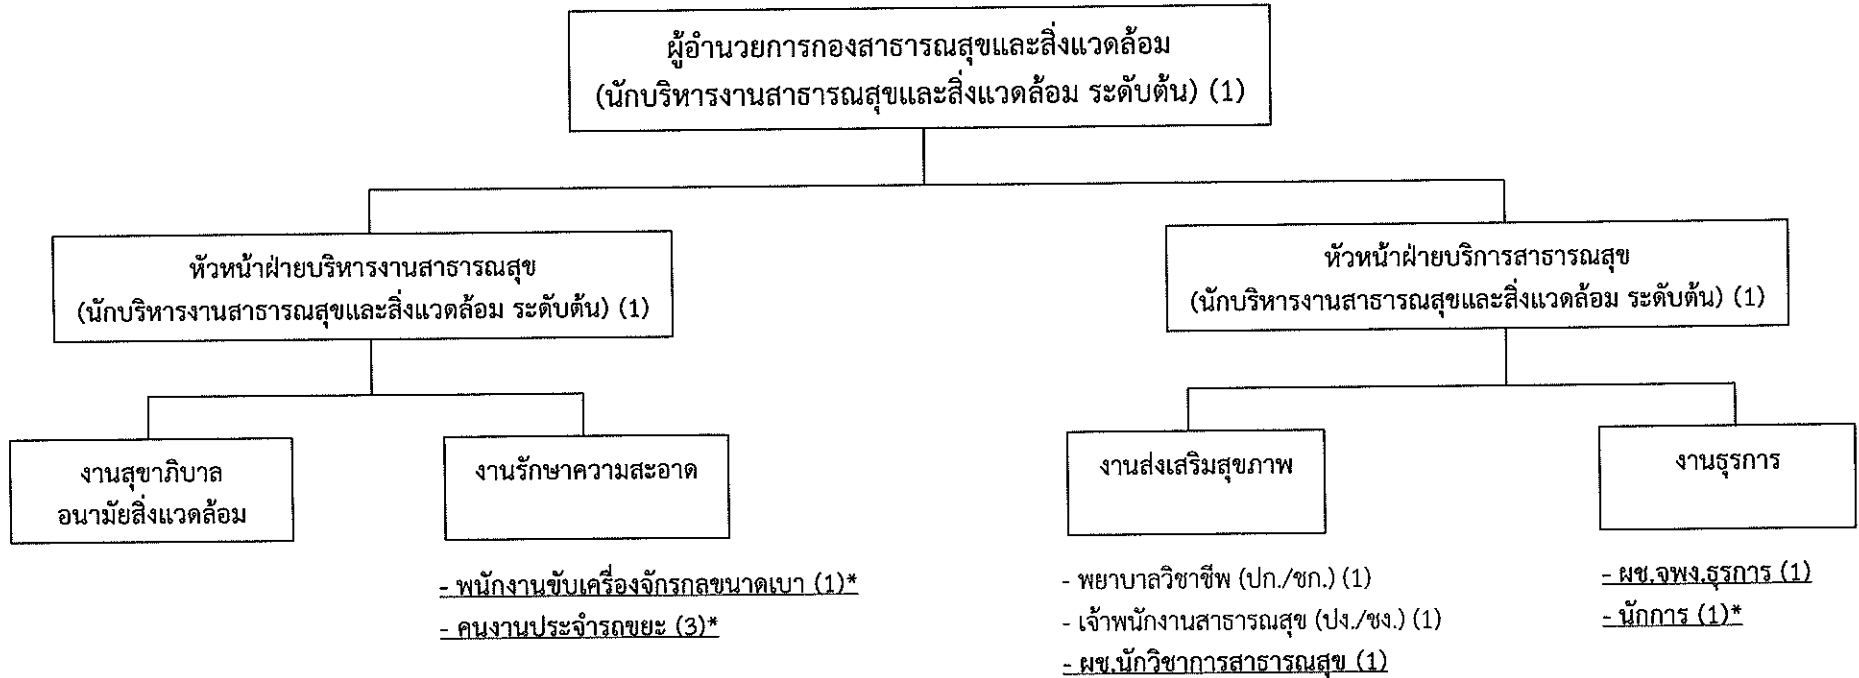 ผู้อำนวยการกองสาธารณสุขและสิ่งแวดล้อม
(นักบริหารงานสาธารณสุขและสิ่งแวดล้อม ระดับต้น) (1)
หัวหน้าฝ่ายบริหารงานสาธารณสุข
(นักบริหารงานสาธารณสุขและสิ่งแวดล้อม ระดับต้น) (1)
หัวหน้าฝ่ายบริการสาธารณสุข
(นักบริหารงานสาธารณสุขและสิ่งแวดล้อม ระดับต้น) (1)
งานสุขาภิบาล
อนามัยสิ่งแวดล้อม
งานรักษาความสะอาด
- พนักงานขับเครื่องจักรกลขนาดเบา (1)*
- คนงานประจำรถขยะ (3)*
งานส่งเสริมสุขภาพ
- พยาบาลวิชาชีพ (ปก./ชก.) (1)
- เจ้าพนักงานสาธารณสุข (ปง./ชง.) (1)
- ผช.นักวิชาการสาธารณสุข (1)
งานธุรการ
- ผช.จพง.ธุรการ (1)
- นักการ (1)*